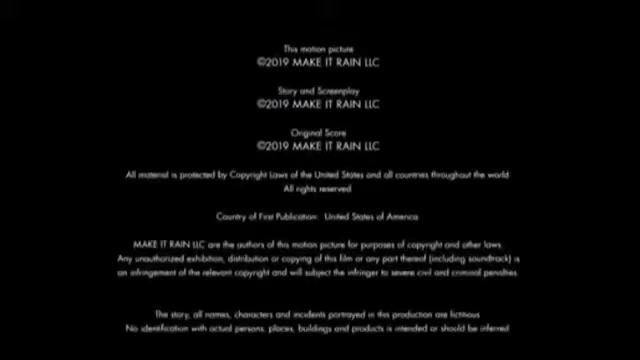 This motion picture
©2019 MAKE IT RAIN LLC
Story and Screenplay
©2019 MAKE IT RAIN LLC
Original Score
©2019 MAKE IT RAIN LLC
All material is protected by Copyright Laws of the United States and all countries throughout the world
All rights reserved
Country of First Publication: United States of America
MAKE IT RAIN LLC are the authors of this motion picture for purposes of copyright and other laws
Any unauthorized exhibition, distribution or copying of this film or any part thereof (including soundtrack) is
an infringement of the relevant copyright and will subject the infringer to severe civil and criminal penalties
The story, all names, characters and incidents portrayed in this production are fictitious
No identification with actual persons, places, buildings and products is intended or should be inferred